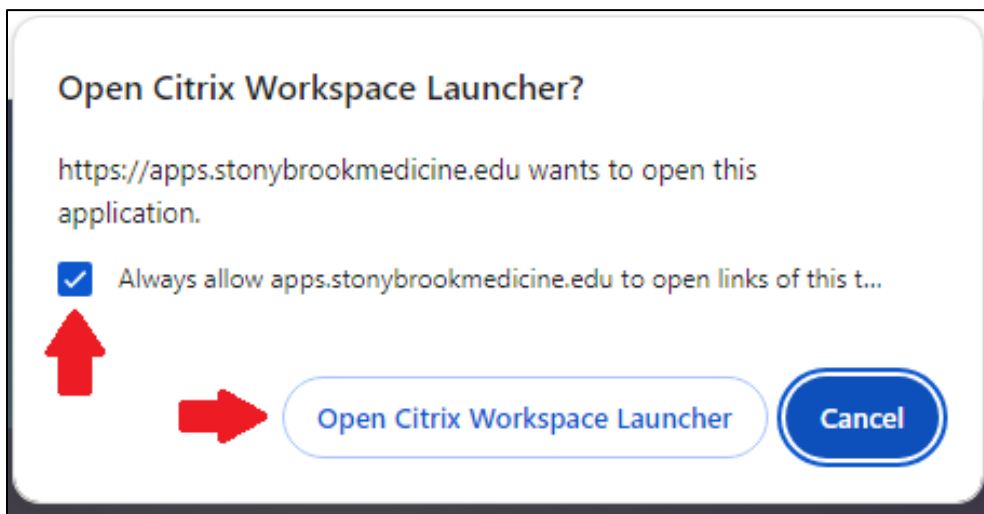 Open Citrix Workspace Launcher?
https://apps.stonybrookmedicine.edu wants to open this
application.
Always allow apps.stonybrookmedicine.edu to open links of this t...
Open Citrix Workspace Launcher
Cancel